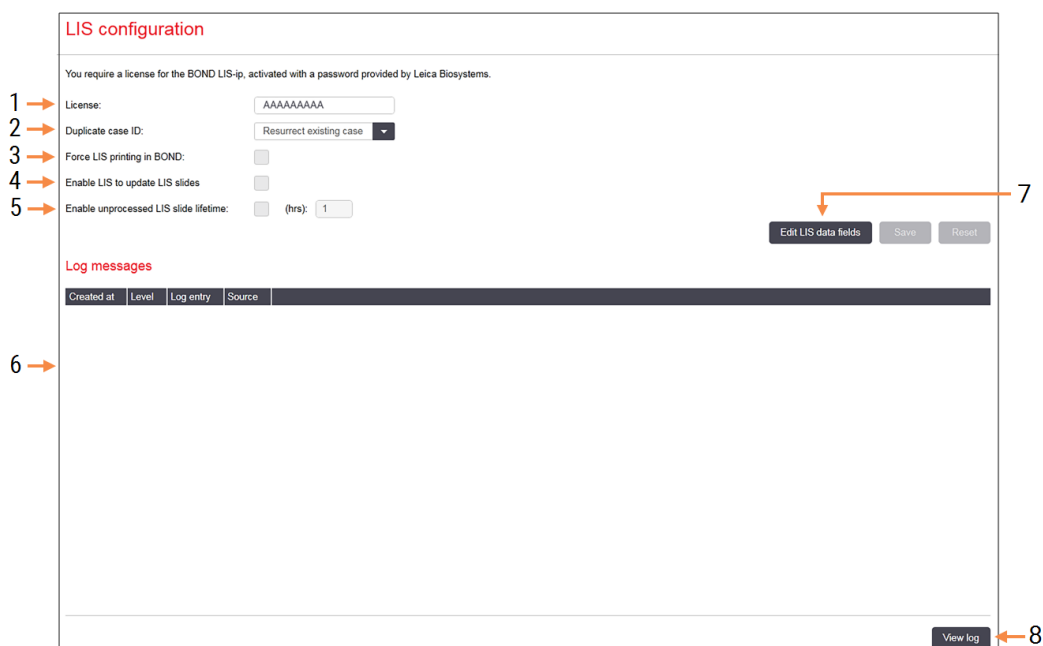 LIS configuration
You require a license for the BOND LIS-ip, activated with a password provided by Leica Biosystems.
1 License: AAAAAAAAA
2 Duplicate case ID: Resurrect existing case
3 Force LIS printing in BOND:
4 Enable LIS to update LIS slides
5 Enable unprocessed LIS slide lifetime: (hrs): 1
7
Edit LIS data fields Save Reset
Log messages
Created at Level Log entry Source
6
View log 8